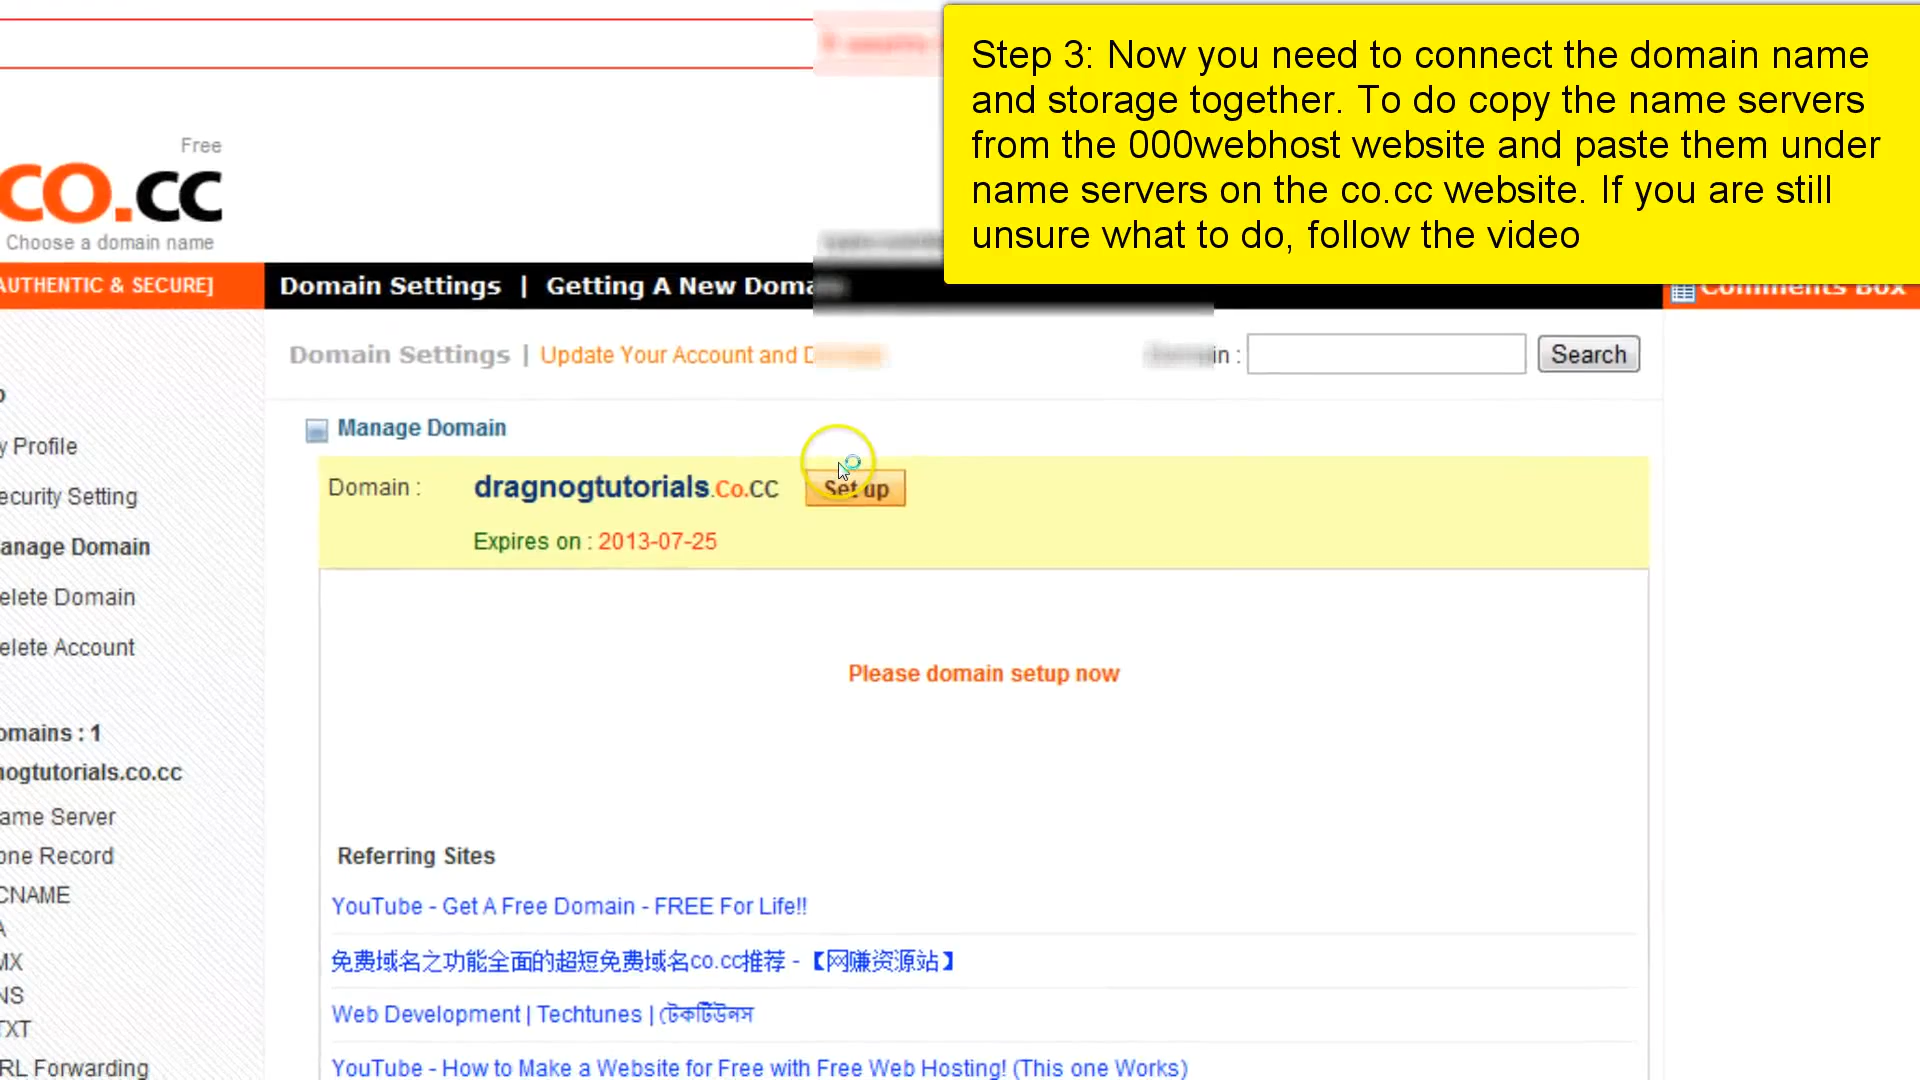 Step 3: Now you need to connect the domain name
and storage together. To do copy the name servers
from the 000webhost website and paste them under
name servers on the co.cc website. If you are still
unsure what to do, follow the video
Free
CO.CC
Choose a domain name
AUTHENTIC & SECURE]
Domain Settings | Getting A New Doma
Comments Box
Domain Settings | Update Your Account and D
in :
Search
Manage Domain
Domain :
dragnogtutorials.Co.CC
Set up
Expires on : 2013-07-25
Please domain setup now
Referring Sites
YouTube - Get A Free Domain - FREE For Life!!
免费域名之功能全面的超短免费域名co.cc推荐 -【网赚资源站】
Web Development | Techtunes | টেকটিউনস
YouTube - How to Make a Website for Free with Free Web Hosting! (This one Works)
y Profile
ecurity Setting
anage Domain
elete Domain
elete Account
omains : 1
nogtutorials.co.cc
ame Server
one Record
CNAME
A
MX
NS
TXT
RL Forwarding